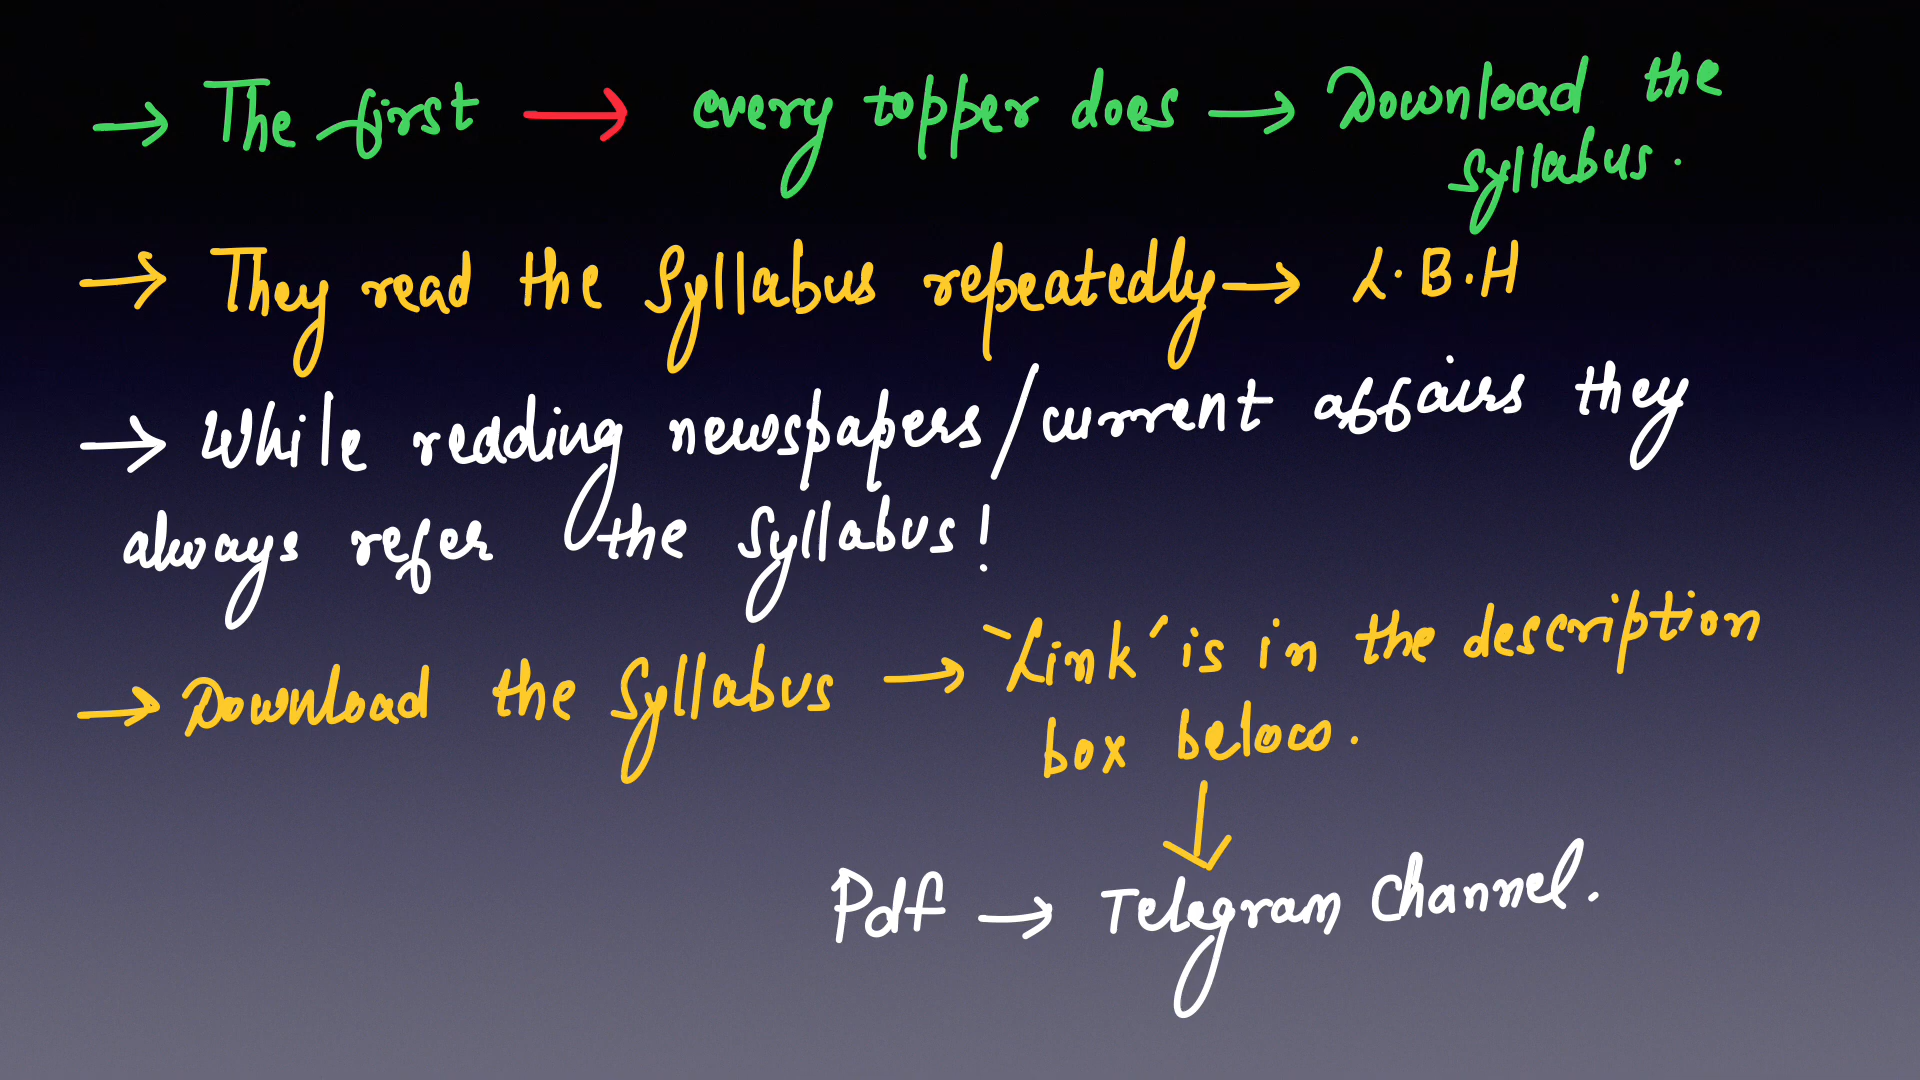 → The first → every topper does → Download the
syllabus.
→ They read the Syllabus repeatedly → L.B.H
→ While reading newspapers/current affairs they
always refer the syllabus!
→ Download the Syllabus → `Link' is in the description
box below.
↓
Pdf → Telegram Channel.